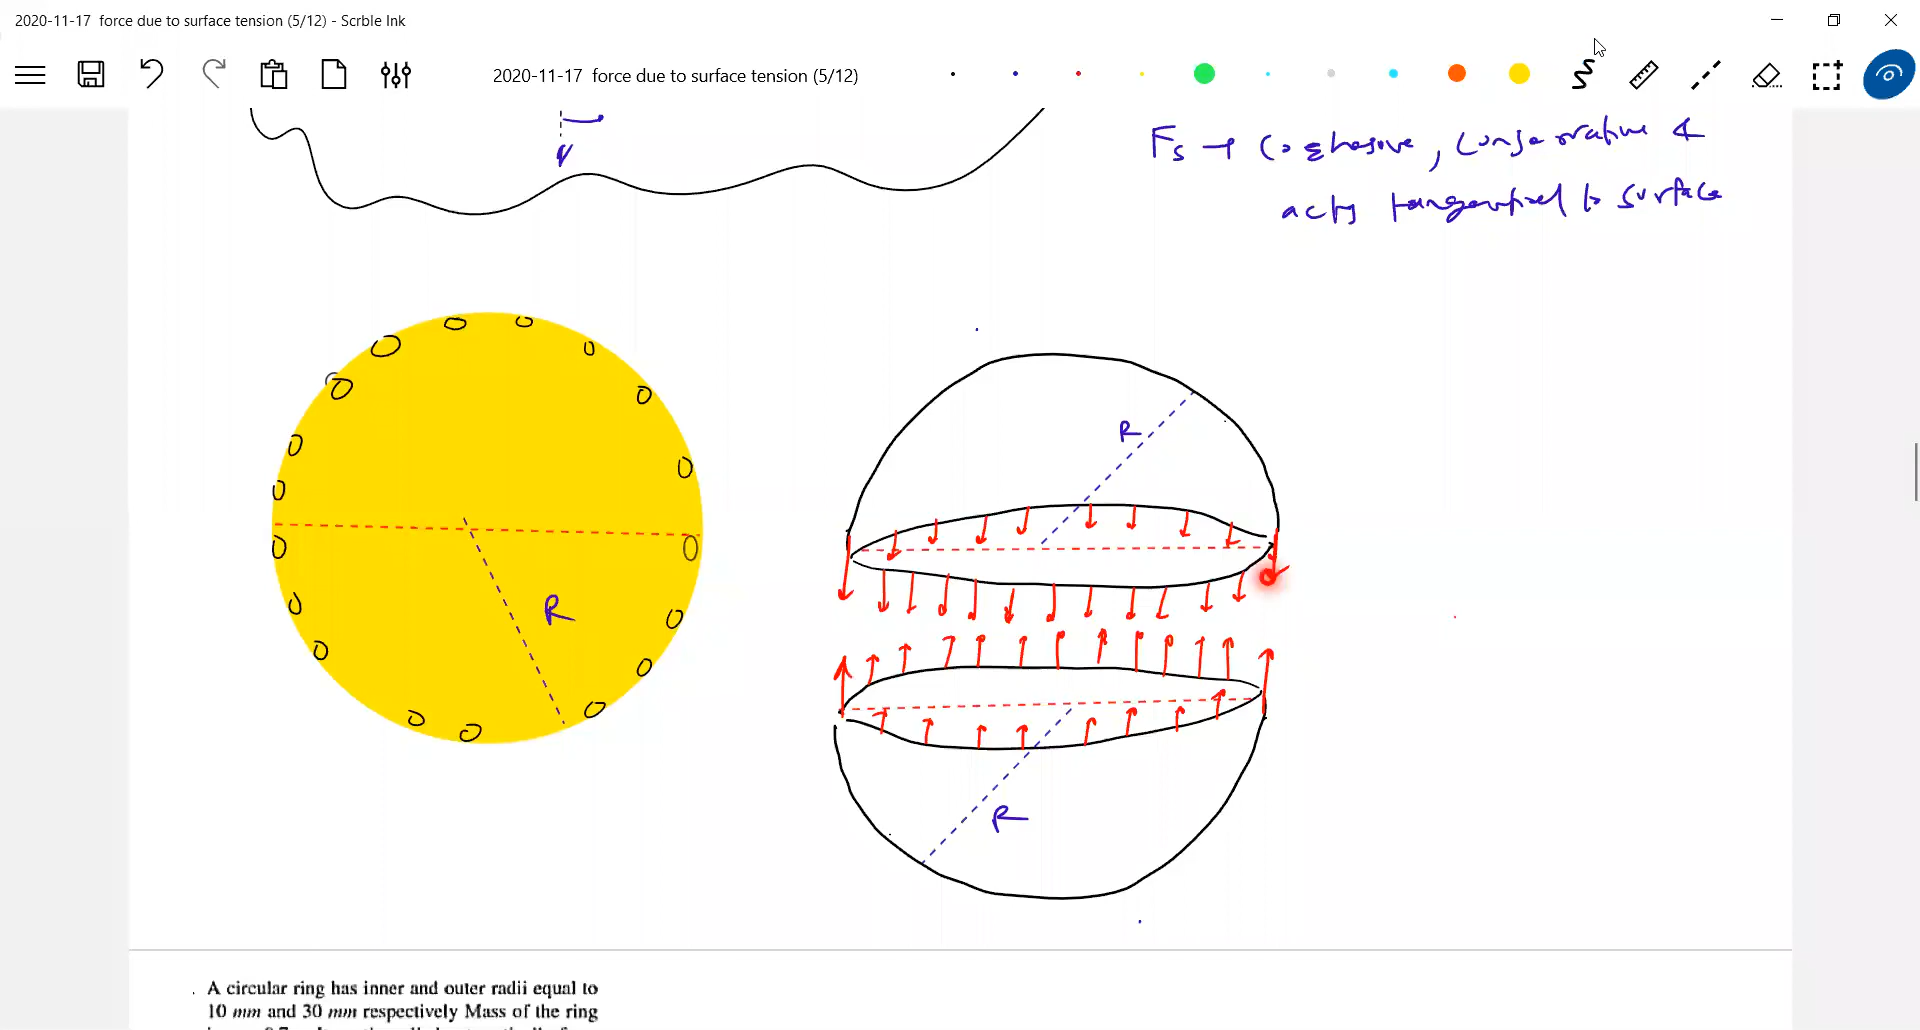 2020-11-17 force due to surface tension (5/12) - Scrble Ink
2020-11-17 force due to surface tension (5/12)
Fs → Cohesive, Conservative &
acts tangential to surface
R
R
R
. A circular ring has inner and outer radii equal to
10 mm and 30 mm respectively Mass of the ring